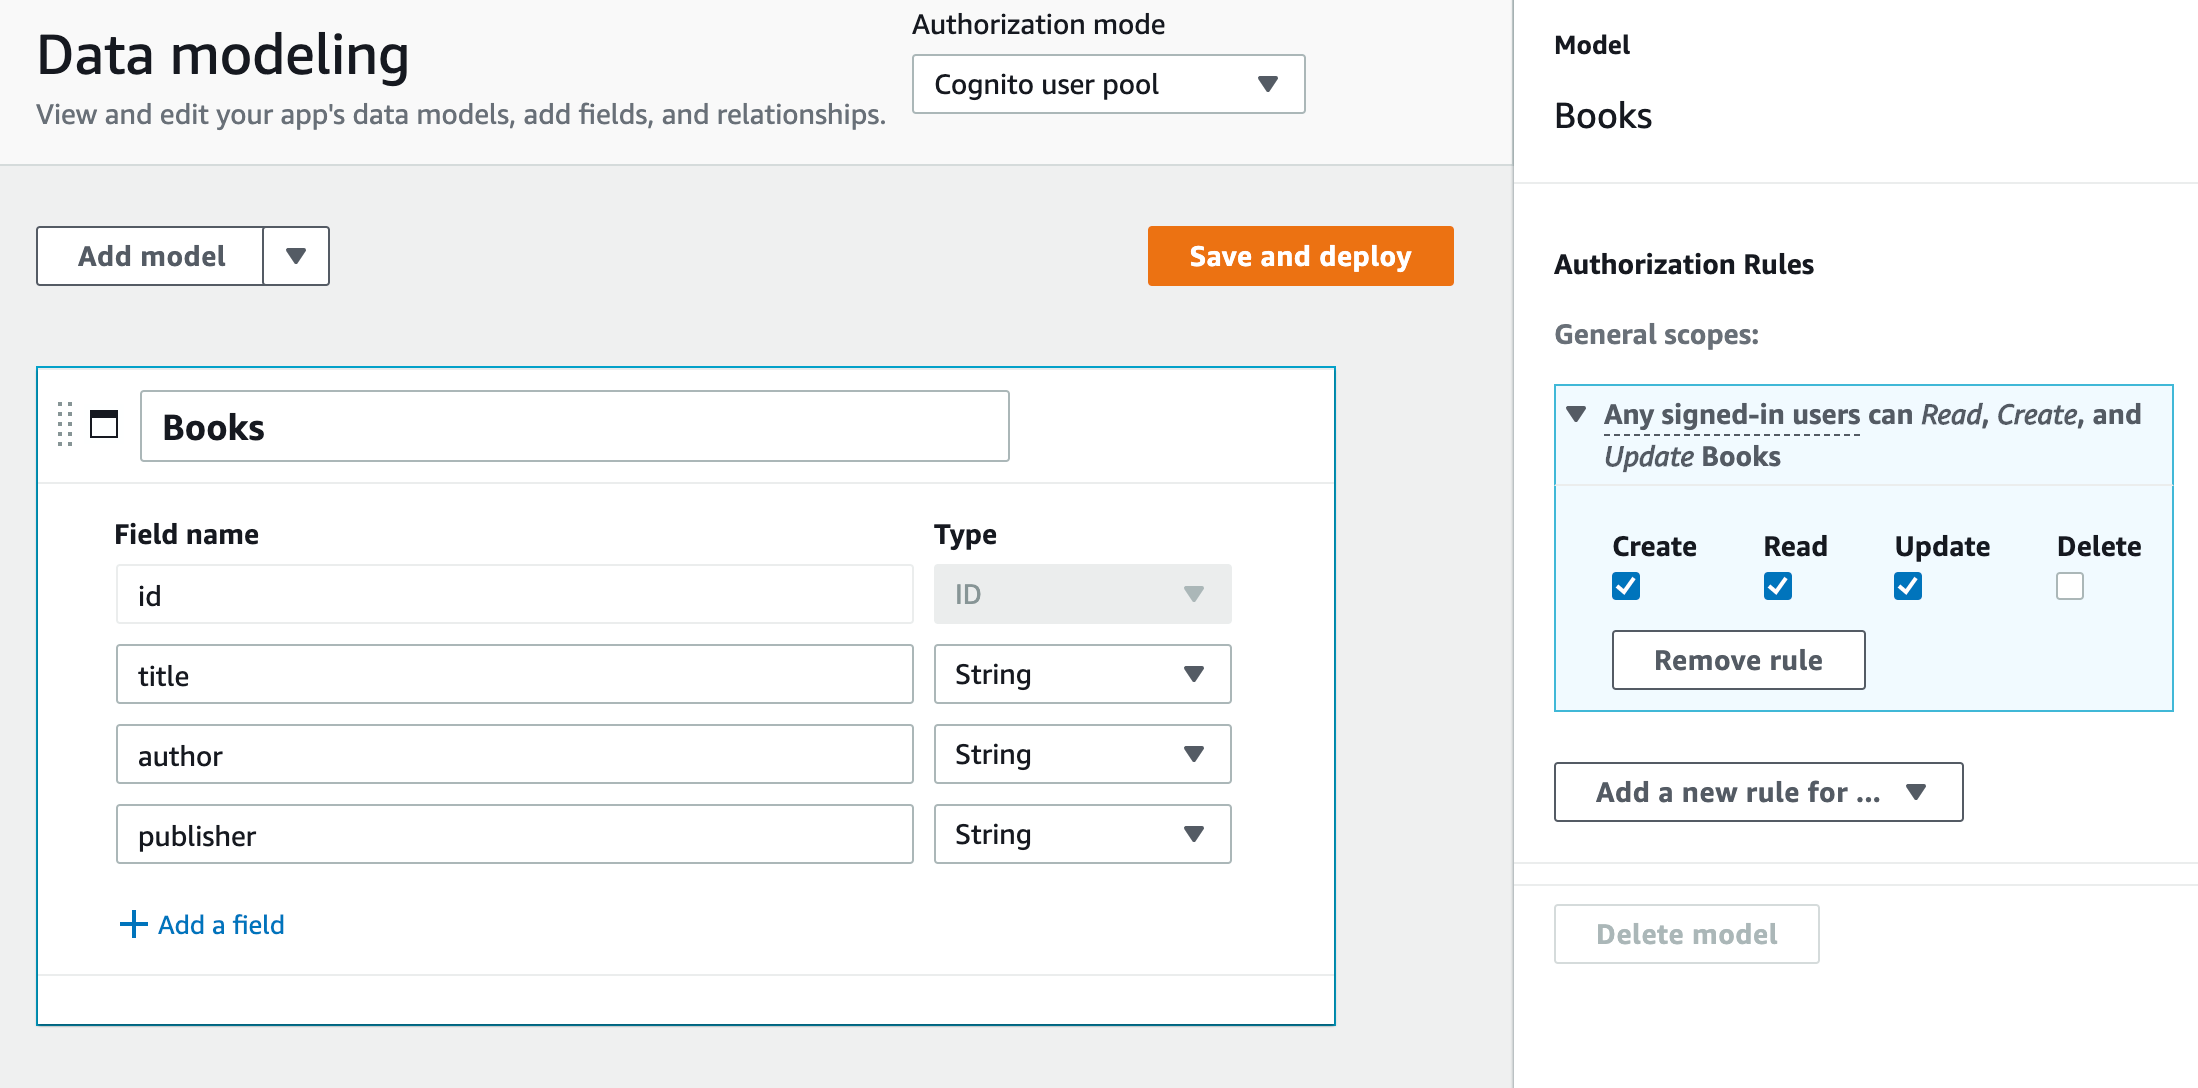 Data modeling
View and edit your app's data models, add fields, and relationships.
Authorization mode
Cognito user pool
Add model
Save and deploy
Books
Field name Type
id ID
title String
author String
publisher String
Add a field
Model
Books
Authorization Rules
General scopes:
Any signed-in users can Read, Create, and
Update Books
Create Read Update Delete
Remove rule
Add a new rule for ...
Delete model